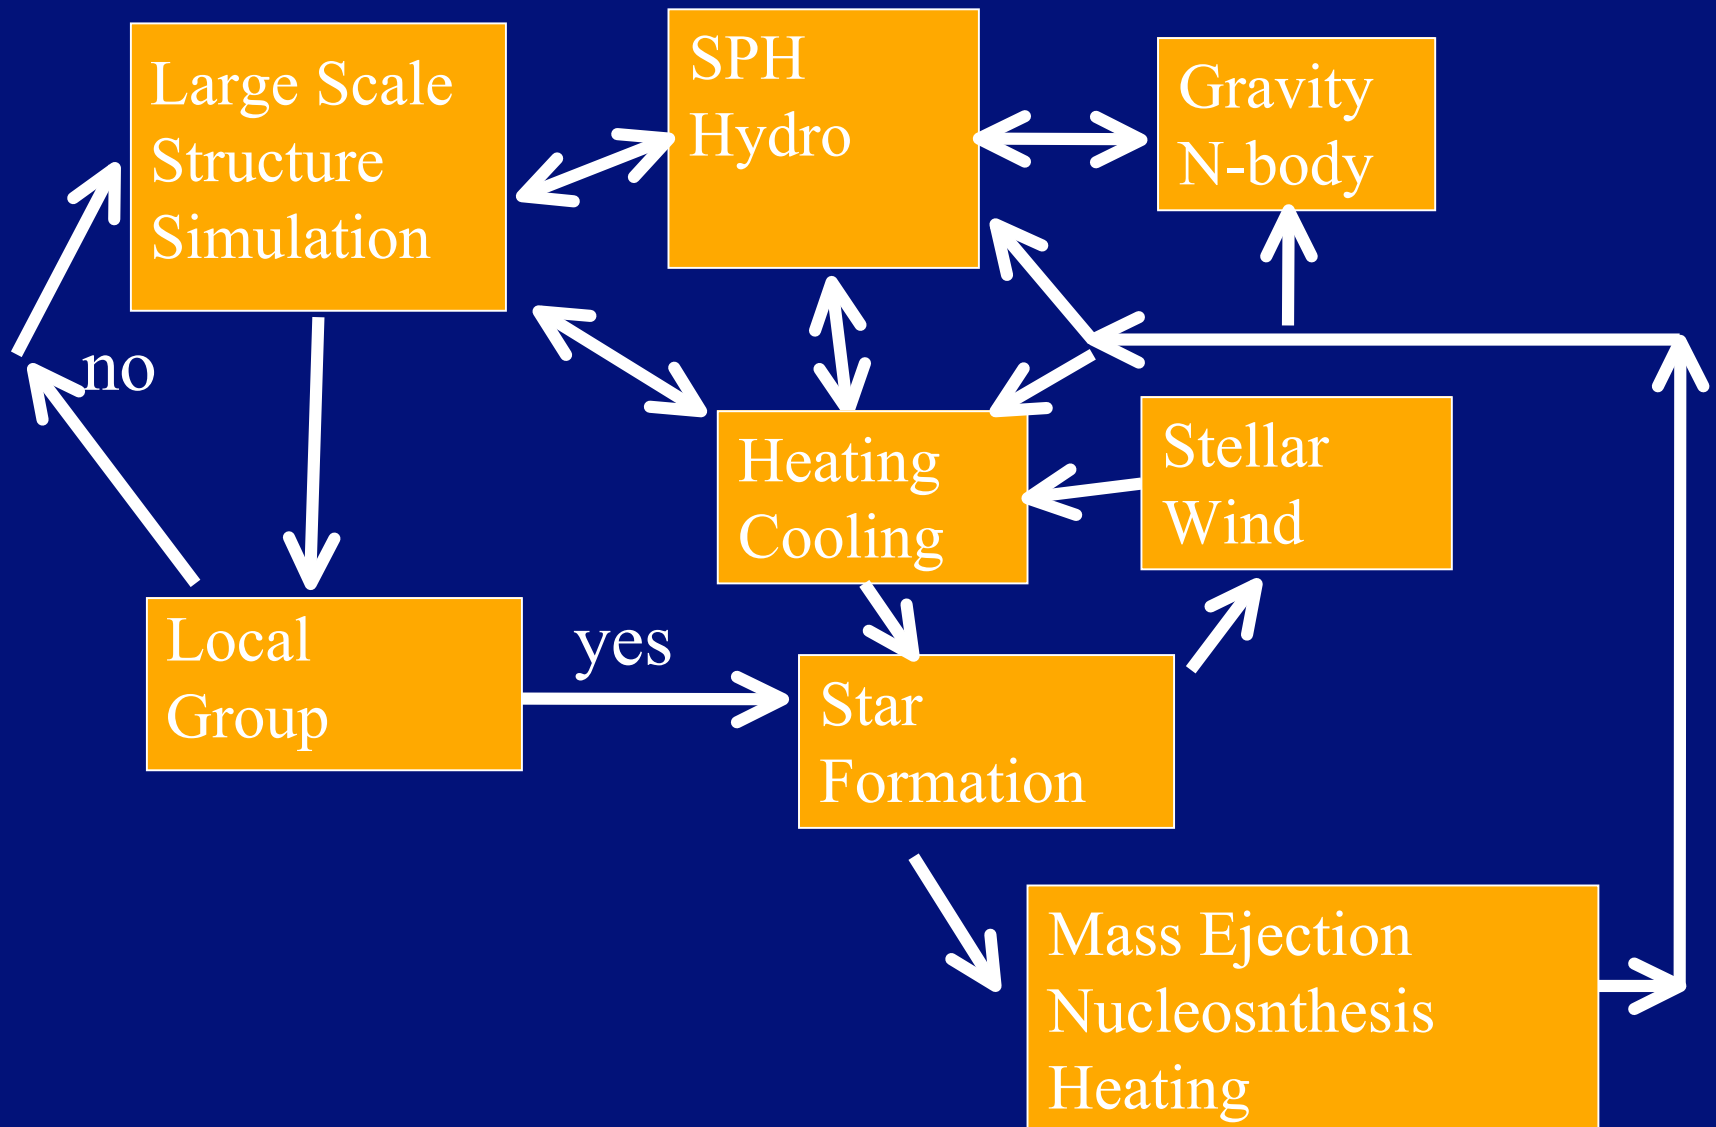 Large Scale
Structure
Simulation
SPH
Hydro
Gravity
N-body
no
Heating
Cooling
Stellar
Wind
Local
Group
yes
Star
Formation
Mass Ejection
Nucleosnthesis
Heating